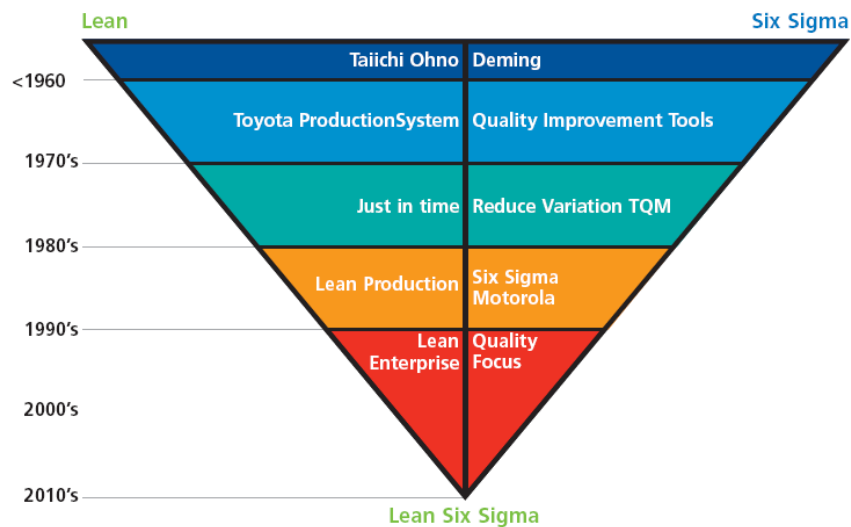 Lean
Six Sigma
Taiichi Ohno
Deming
<1960
Toyota ProductionSystem
Quality Improvement Tools
1970's
Just in time
Reduce Variation TQM
1980's
Lean Production
Six Sigma
Motorola
1990's
Lean
Enterprise
Quality
Focus
2000's
2010's
Lean Six Sigma